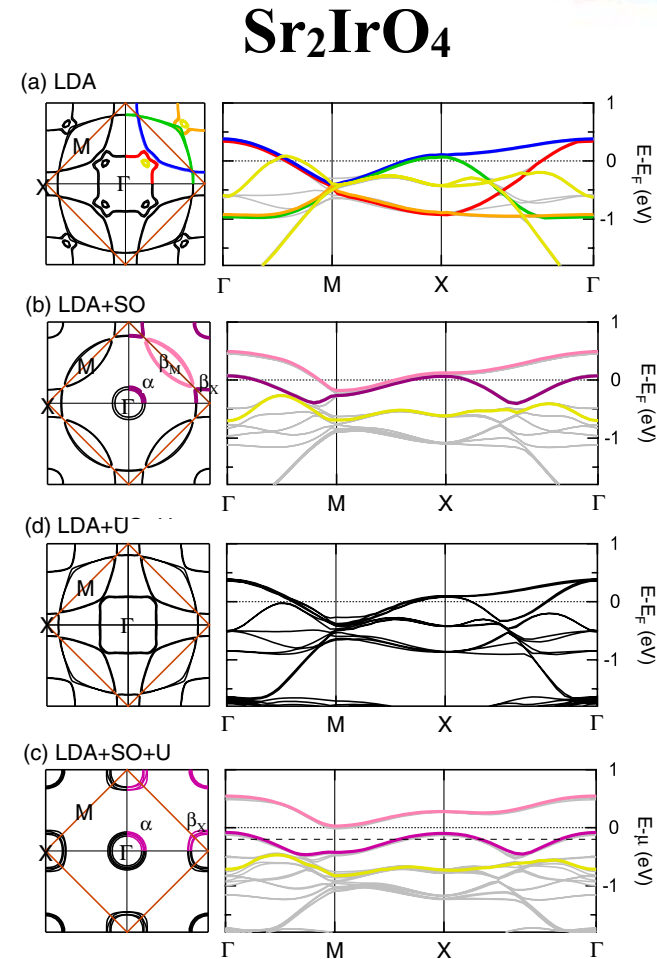 Sr₂IrO₄
(a) LDA
M
X
Γ
1
0
-1
E-E_F (eV)
Γ M X Γ
(b) LDA+SO
M
β_M
α
β_X
X
Γ
1
0
-1
E-E_F (eV)
Γ M X Γ
(d) LDA+U
M
X
Γ
1
0
-1
E-E_F (eV)
Γ M X Γ
(c) LDA+SO+U
M
α
β_X
X
Γ
1
0
-1
E-μ (eV)
Γ M X Γ